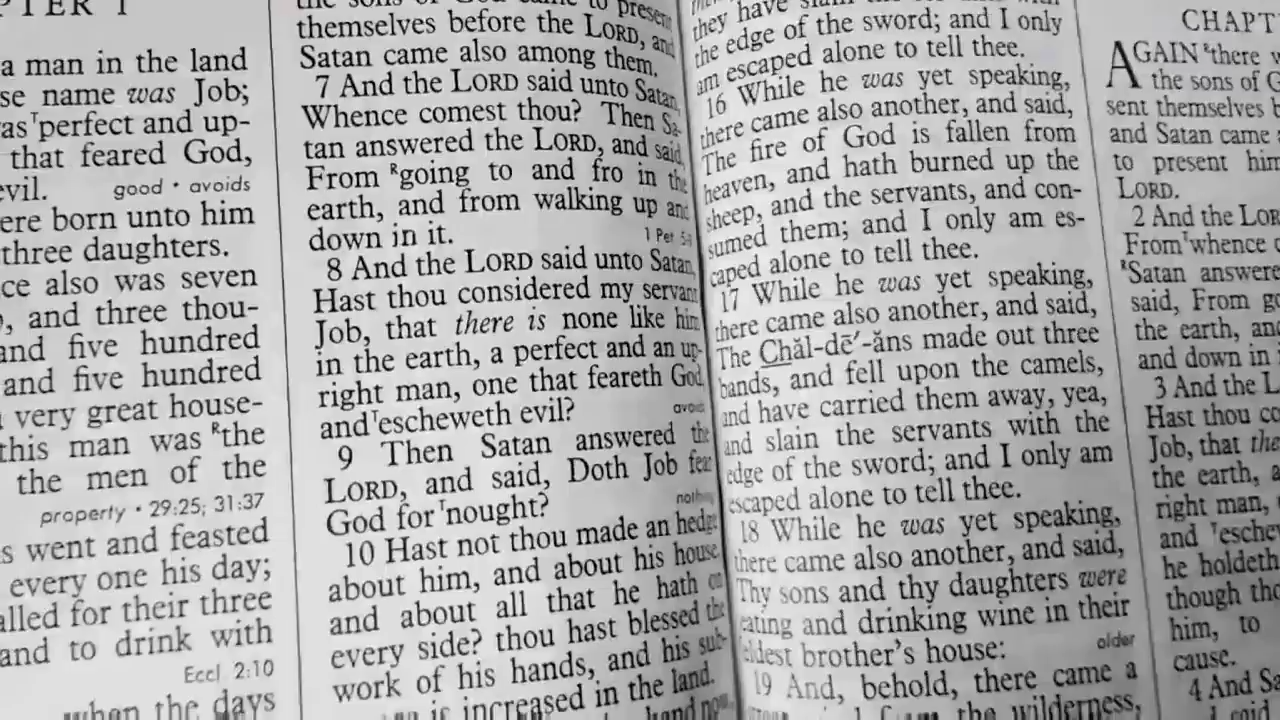 TER 1
a man in the land
se name was Job;
as ᵀperfect and up-
that feared God,
evil. good • avoids
ere born unto him
three daughters.
ce also was seven
, and three thou-
and five hundred
and five hundred
very great house-
this man was ᴿthe
the men of the
property • 29:25; 31:37
s went and feasted
every one his day;
alled for their three
and to drink with
Eccl 2:10
when the days
themselves before the LORD, and
Satan came also among them.
7 And the LORD said unto Satan,
Whence comest thou? Then Sa-
tan answered the LORD, and said,
From ᴿgoing to and fro in the
earth, and from walking up and
down in it. 1 Pet 5:
8 And the LORD said unto Satan,
Hast thou considered my servant
Job, that there is none like him
in the earth, a perfect and an up-
right man, one that feareth God,
and ᵀescheweth evil? avoids
9 Then Satan answered the
LORD, and said, Doth Job fear
God for ᵀnought? nothing
10 Hast not thou made an hedge
about him, and about his house,
and about all that he hath on
every side? thou hast blessed the
work of his hands, and his sub-
is increased in the land.
they have slain
the edge of the sword; and I only
am escaped alone to tell thee.
16 While he was yet speaking,
there came also another, and said,
The fire of God is fallen from
heaven, and hath burned up the
sheep, and the servants, and con-
sumed them; and I only am es-
caped alone to tell thee.
17 While he was yet speaking,
there came also another, and said,
The Chăl-dē′-ăns made out three
bands, and fell upon the camels,
and have carried them away, yea,
and slain the servants with the
edge of the sword; and I only am
escaped alone to tell thee.
18 While he was yet speaking,
there came also another, and said,
Thy sons and thy daughters were
eating and drinking wine in their
eldest brother's house: older
19 And, behold, there came a
the wilderness,
CHAPT
AGAIN ᴿthere
the sons of G
sent themselves b
and Satan came
to present him
LORD.
2 And the LOR
From ᵀwhence
ᴿSatan answere
said, From go
the earth, an
and down in
3 And the L
Hast thou co
Job, that the
the earth, a
right man,
and ᵀesche
he holdeth
though tho
him, to
cause.
4 And Sa